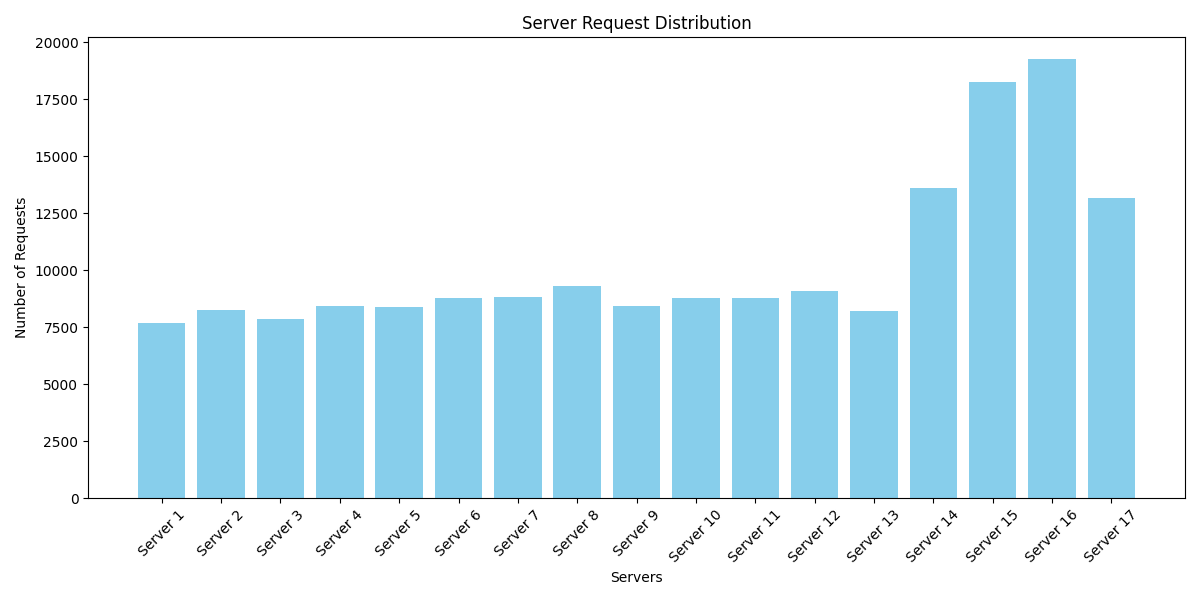 Server Request Distribution
Number of Requests
20000
17500
15000
12500
10000
7500
5000
2500
0
Server 1
Server 2
Server 3
Server 4
Server 5
Server 6
Server 7
Server 8
Server 9
Server 10
Server 11
Server 12
Server 13
Server 14
Server 15
Server 16
Server 17
Servers